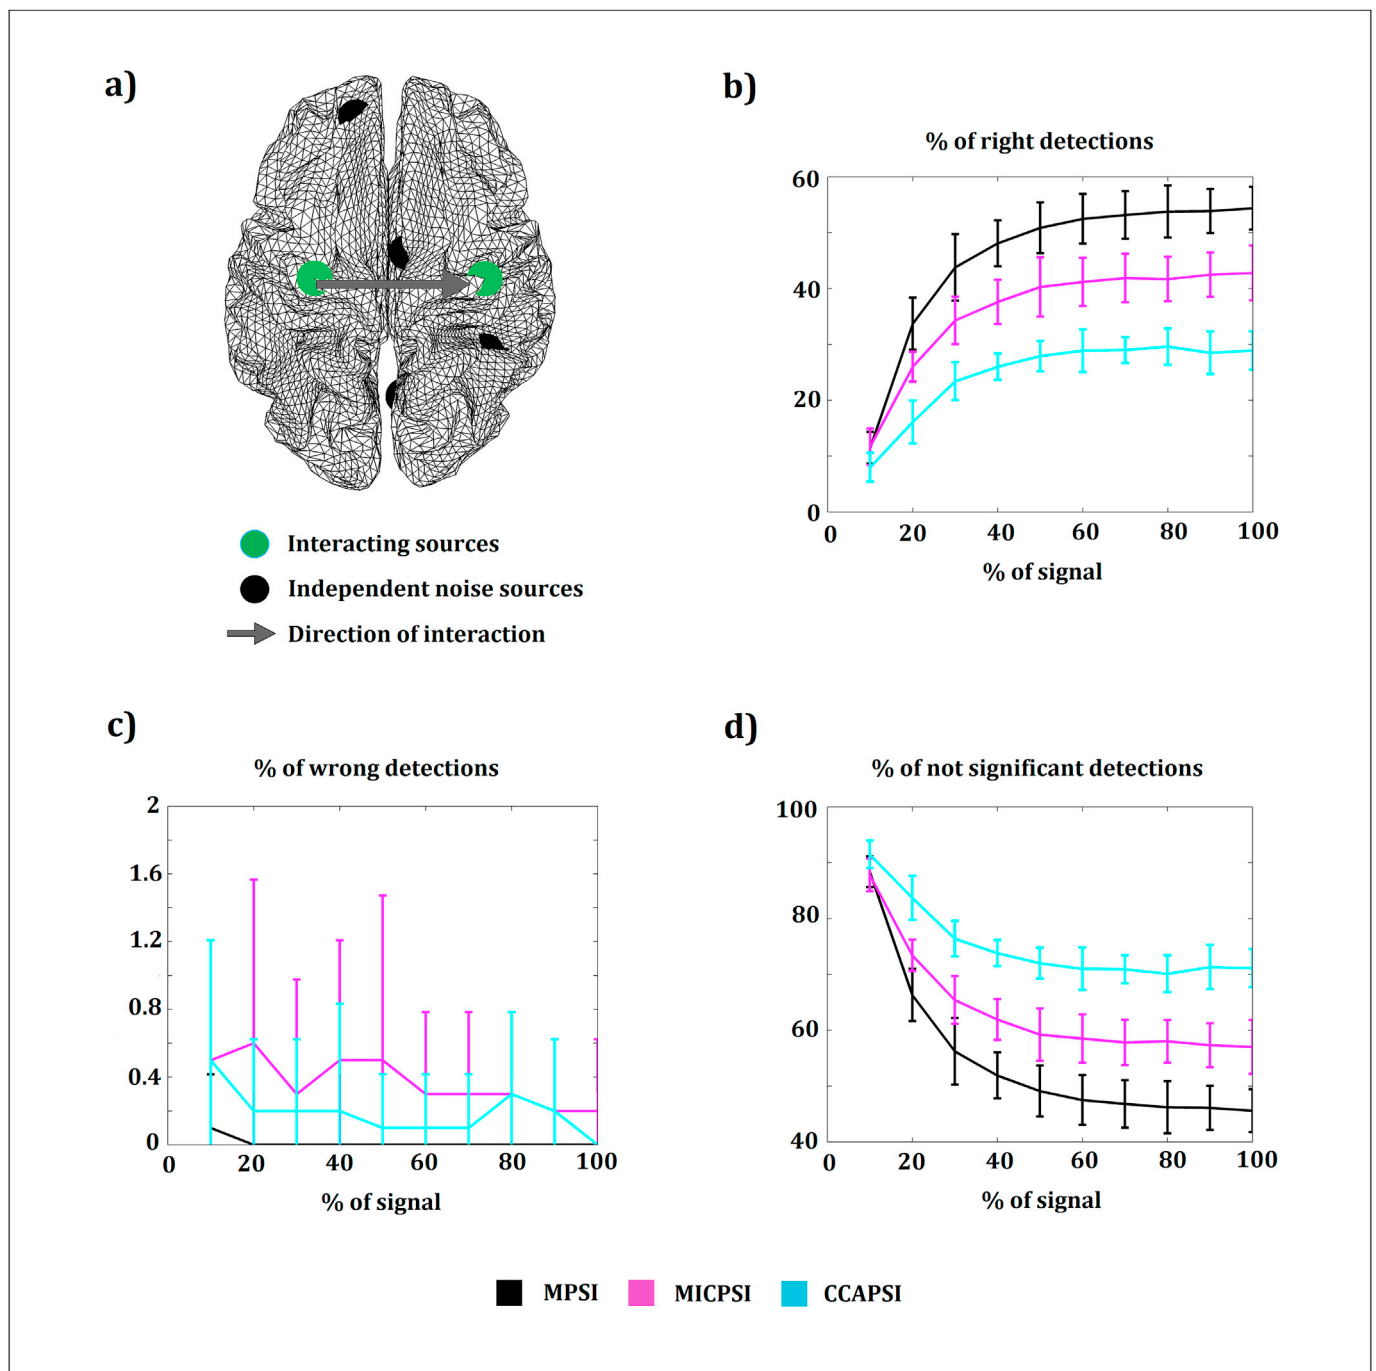 a)
Interacting sources
Independent noise sources
Direction of interaction
b)
% of right detections
60
40
20
0
0 20 40 60 80 100
% of signal
c)
% of wrong detections
2
1.6
1.2
0.8
0.4
0
0 20 40 60 80 100
% of signal
d)
% of not significant detections
100
80
60
40
0 20 40 60 80 100
% of signal
MPSI MICPSI CCAPSI